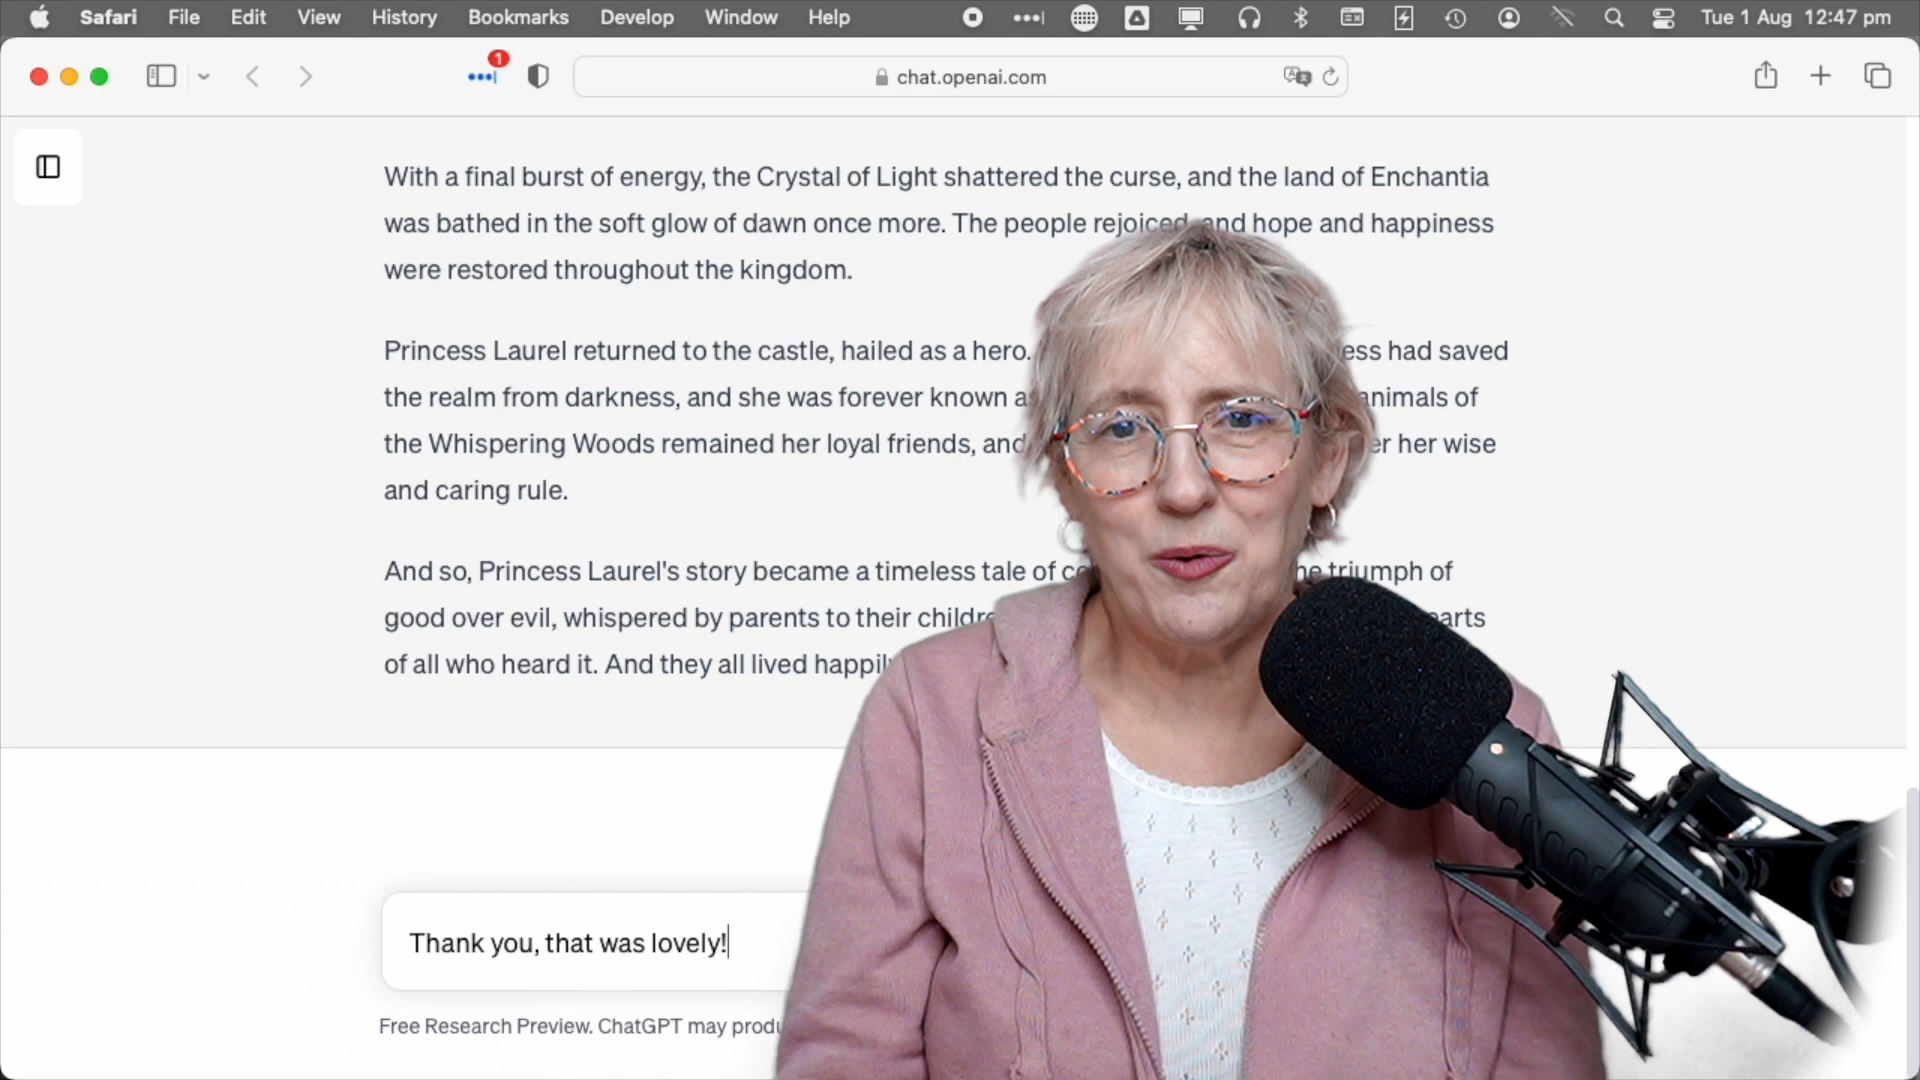 Safari File Edit View History Bookmarks Develop Window Help Tue 1 Aug 12:47 pm
1
chat.openai.com
With a final burst of energy, the Crystal of Light shattered the curse, and the land of Enchantia
was bathed in the soft glow of dawn once more. The people rejoiced, and hope and happiness
were restored throughout the kingdom.
Princess Laurel returned to the castle, hailed as a hero. had saved
the realm from darkness, and she was forever known animals of
the Whispering Woods remained her loyal friends, and her wise
and caring rule.
And so, Princess Laurel's story became a timeless tale of triumph of
good over evil, whispered by parents to their
of all who heard it. And they all lived
Thank you, that was lovely!
Free Research Preview. ChatGPT may